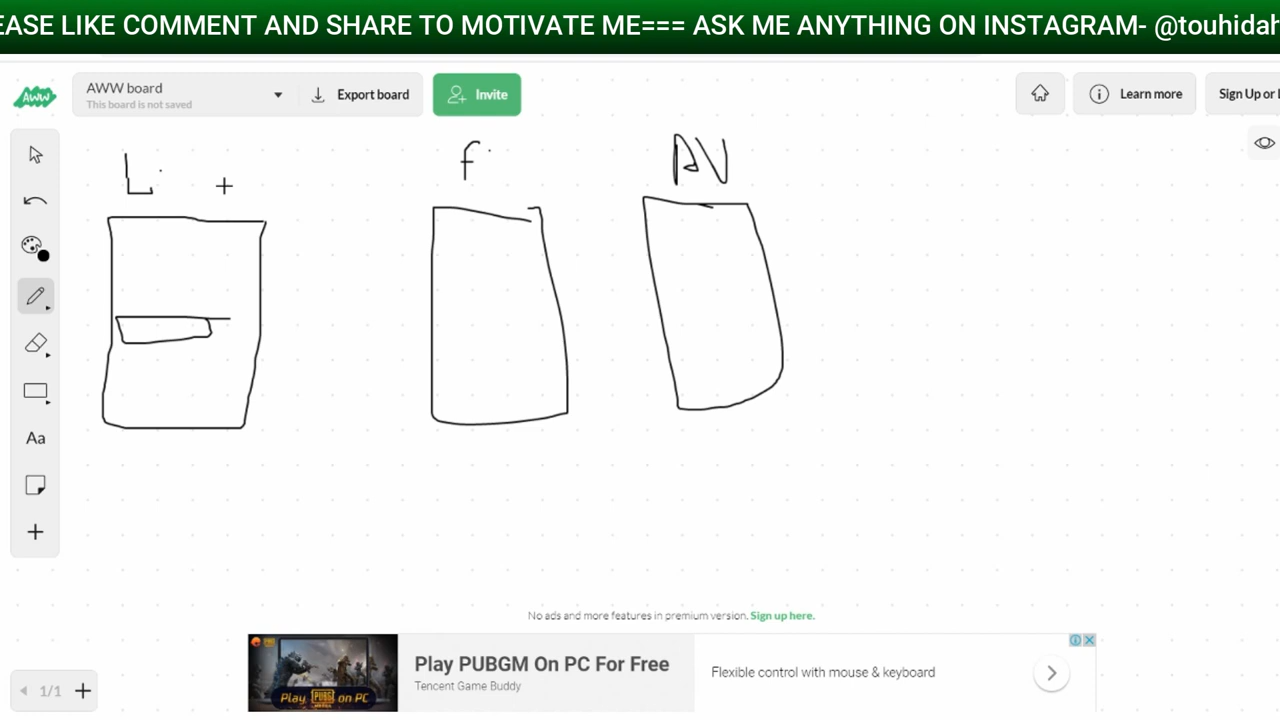 EASE LIKE COMMENT AND SHARE TO MOTIVATE ME=== ASK ME ANYTHING ON INSTAGRAM- @touhidah
AWW
AWW board
This board is not saved
Export board
Invite
Learn more
Sign Up or
L +
f
AV
Aa
No ads and more features in premium version. Sign up here.
Play PUBG on PC
Play PUBGM On PC For Free
Tencent Game Buddy
Flexible control with mouse & keyboard
1/1